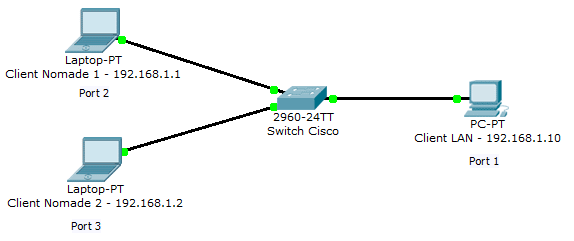 Laptop-PT
Client Nomade 1 - 192.168.1.1
Port 2
2960-24TT
Switch Cisco
PC-PT
Client LAN - 192.168.1.10
Port 1
Laptop-PT
Client Nomade 2 - 192.168.1.2
Port 3